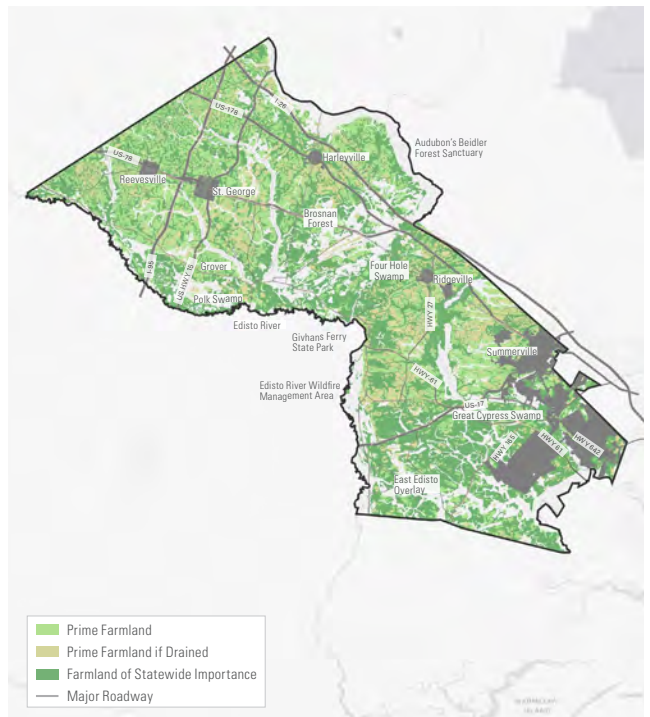 Audubon's Beidler
Forest Sanctuary
I-26
US-178
US-78
Harleyville
Reevesville
St. George
Brosnan
Forest
Grover
Four Hole
Swamp
Ridgeville
I-95
US-HWY 15
Polk Swamp
Edisto River
HWY 27
Givhans Ferry
State Park
Summerville
HWY-61
Edisto River Wildfire
Management Area
US-17
Great Cypress Swamp
HWY 165
HWY 61
HWY 642
East Edisto
Overlay
Prime Farmland
Prime Farmland if Drained
Farmland of Statewide Importance
Major Roadway